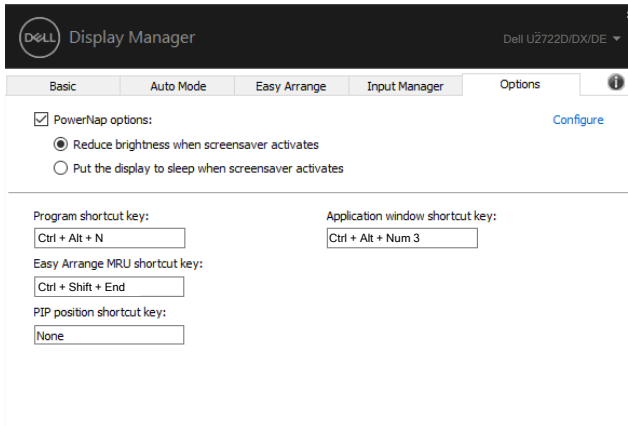 DELL Display Manager
Dell U2722D/DX/DE
Basic Auto Mode Easy Arrange Input Manager Options
PowerNap options: Configure
Reduce brightness when screensaver activates
Put the display to sleep when screensaver activates
Program shortcut key: Application window shortcut key:
Ctrl + Alt + N Ctrl + Alt + Num 3
Easy Arrange MRU shortcut key:
Ctrl + Shift + End
PIP position shortcut key:
None